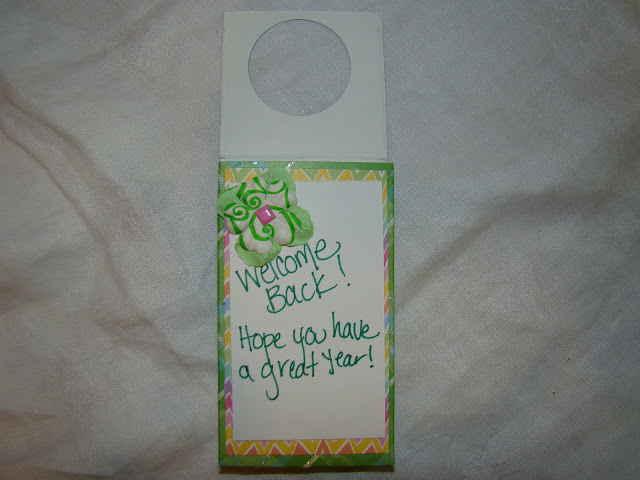 Welcome
Back!
Hope you have
a great year!